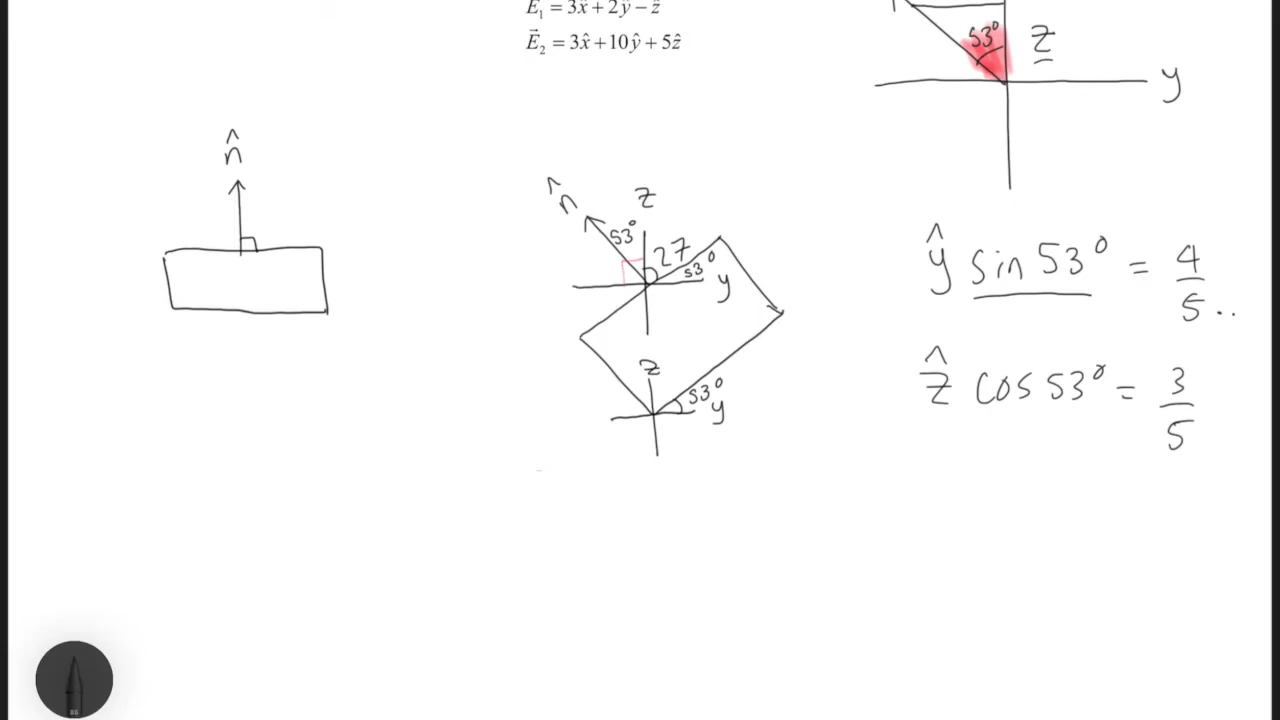 E⃗₁ = 3x̂ + 2ŷ − ẑ
E⃗₂ = 3x̂ + 10ŷ + 5ẑ
53°
z
y
n̂
n̂
z
53°
27
53°
y
z
53°
y
ŷ sin 53° = 4/5 ..
ẑ cos 53° = 3/5